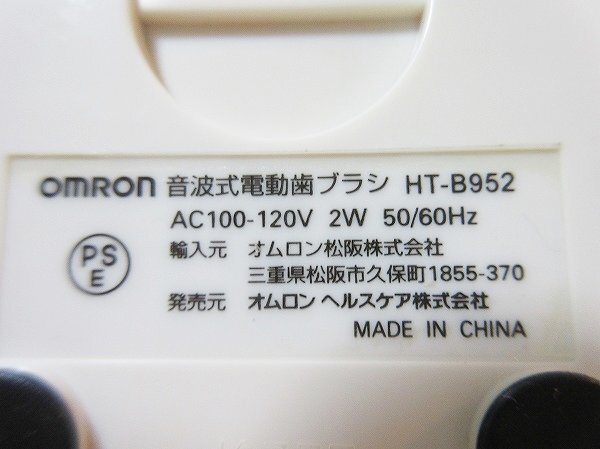 OMRON 音波式電動歯ブラシ HT-B952
AC100-120V 2W 50/60Hz
PS
E
輸入元 オムロン松阪株式会社
三重県松阪市久保町1855-370
発売元 オムロン ヘルスケア株式会社
MADE IN CHINA